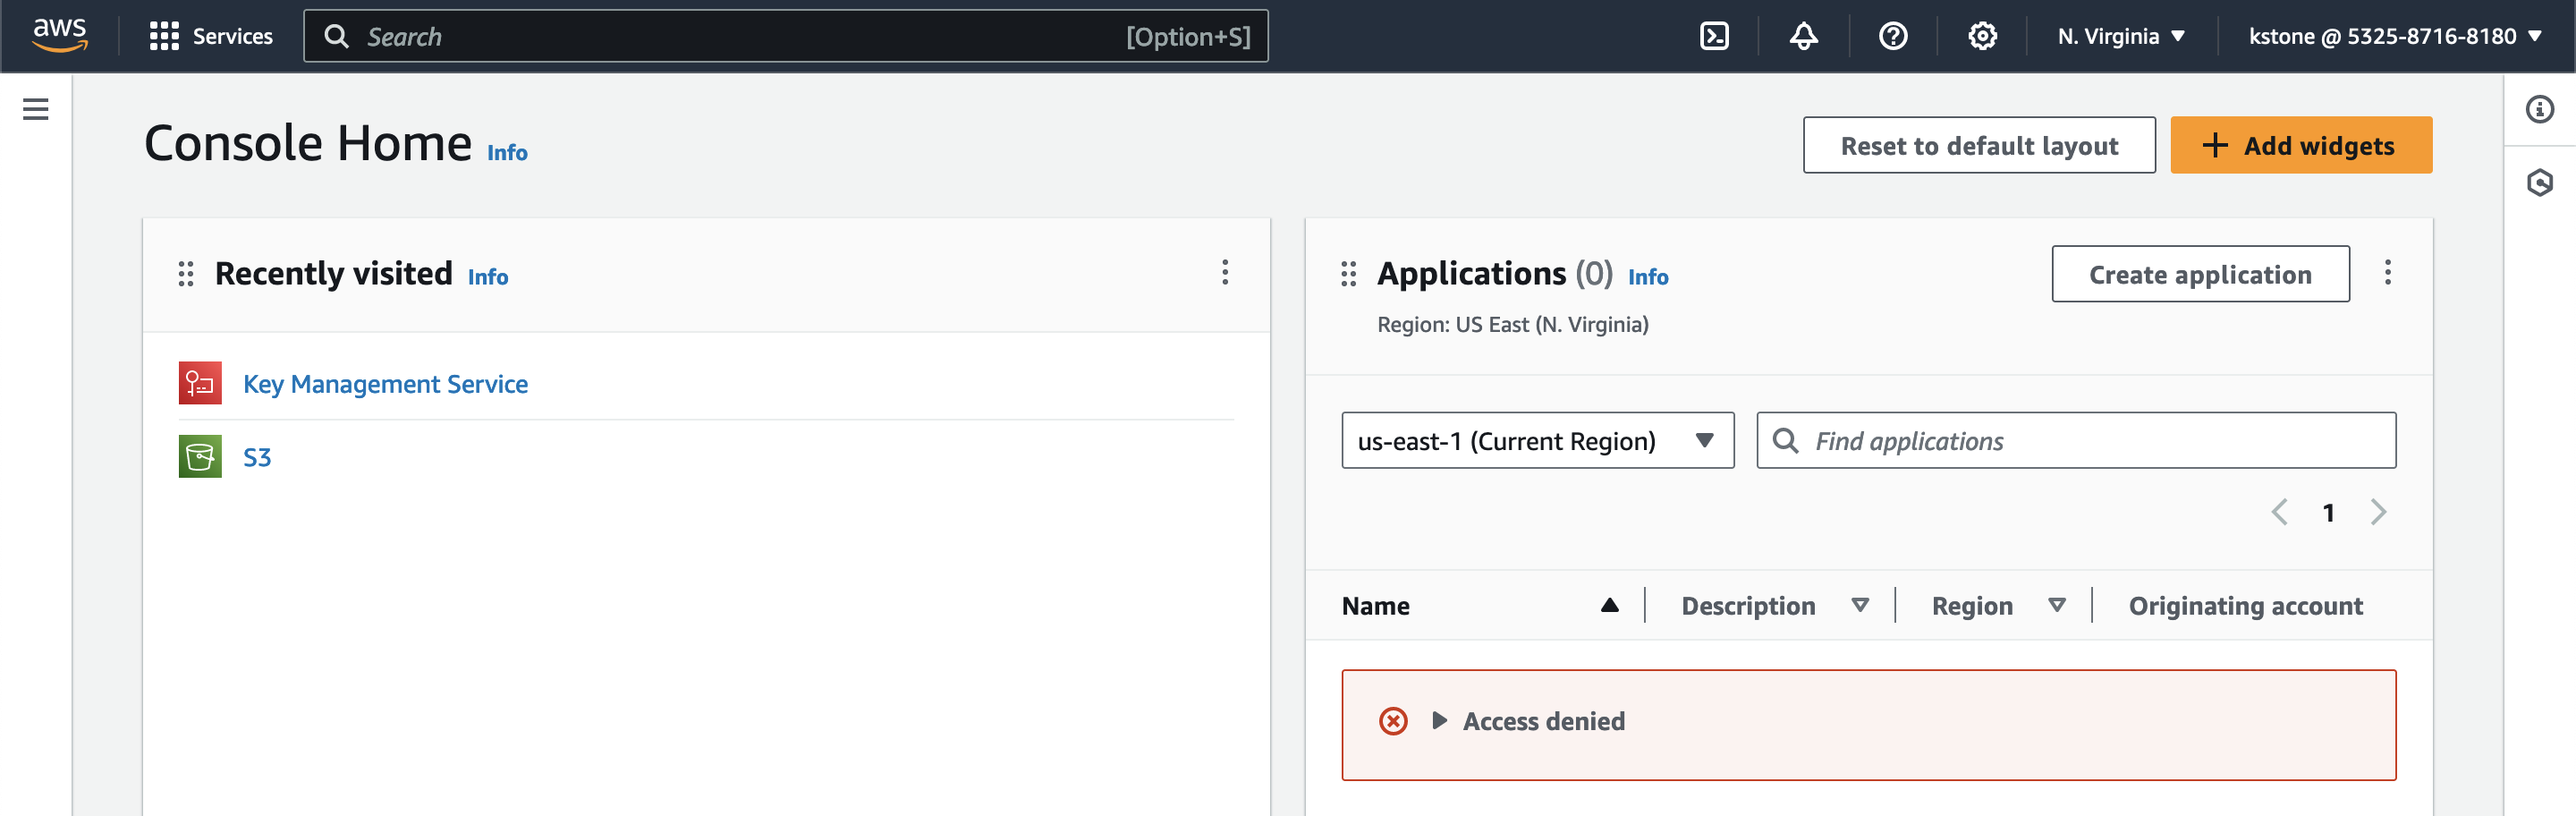 aws
Services
Search
[Option+S]
N. Virginia
kstone @ 5325-8716-8180
Console Home Info
Reset to default layout
Add widgets
Recently visited Info
Key Management Service
S3
Applications (0) Info
Create application
Region: US East (N. Virginia)
us-east-1 (Current Region)
Find applications
1
Name
Description
Region
Originating account
Access denied